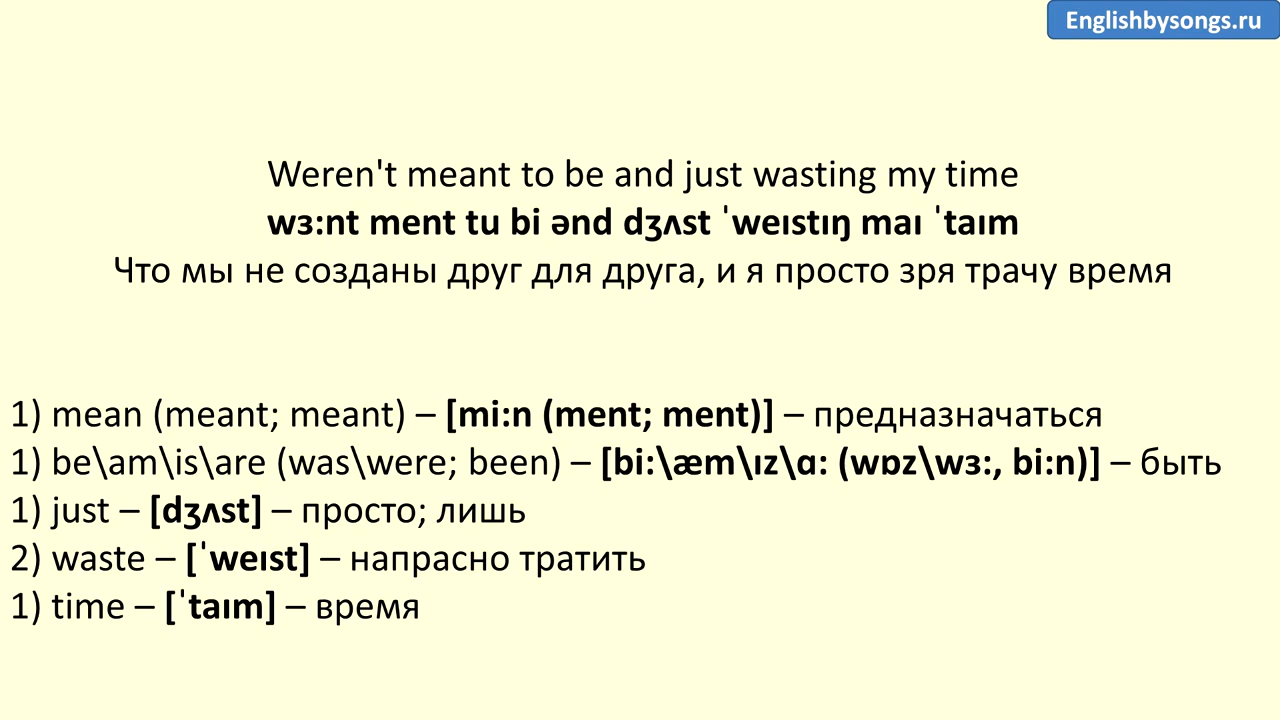 Englishbysongs.ru
Weren't meant to be and just wasting my time
wɜ:nt ment tu bi ənd dʒʌst ˈweɪstɪŋ maɪ ˈtaɪm
Что мы не созданы друг для друга, и я просто зря трачу время
1) mean (meant; meant) – [mi:n (ment; ment)] – предназначаться
1) be\am\is\are (was\were; been) – [bi:\æm\ɪz\ɑ: (wɒz\wɜ:, bi:n)] – быть
1) just – [dʒʌst] – просто; лишь
2) waste – [ˈweɪst] – напрасно тратить
1) time – [ˈtaɪm] – время